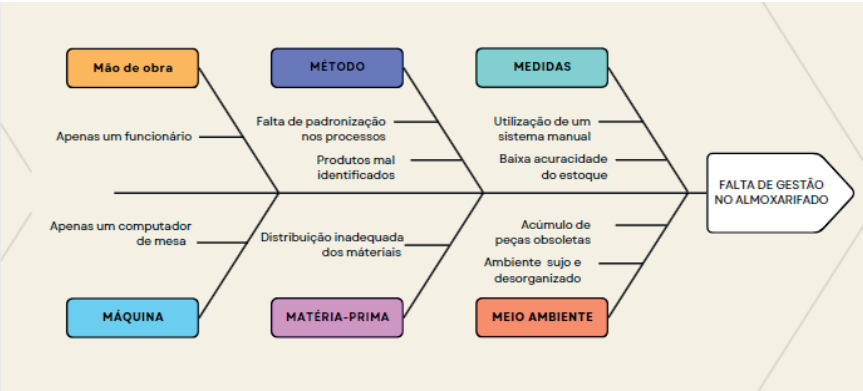 Mão de obra
MÉTODO
MEDIDAS
Apenas um funcionário
Falta de padronização
nos processos
Produtos mal
identificados
Utilização de um
sistema manual
Baixa acuracidade
do estoque
FALTA DE GESTÃO
NO ALMOXARIFADO
Apenas um computador
de mesa
Distribuição inadequada
dos máteriais
Acúmulo de
peças obsoletas
Ambiente sujo e
desorganizado
MÁQUINA
MATÉRIA-PRIMA
MEIO AMBIENTE